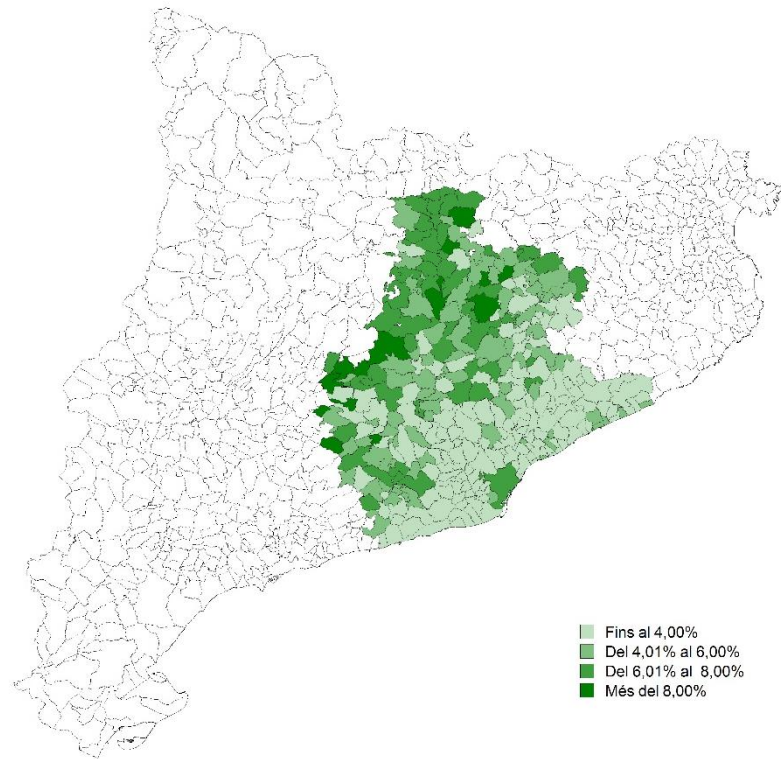 Fins al 4,00%
Del 4,01% al 6,00%
Del 6,01% al 8,00%
Més del 8,00%